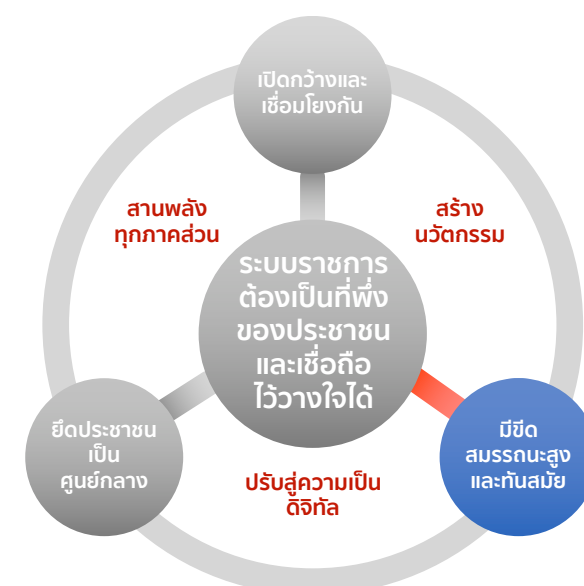 เปิดกว้างและ
เชื่อมโยงกัน
สานพลัง
ทุกภาคส่วน
สร้าง
นวัตกรรม
ระบบราชการ
ต้องเป็นที่พึ่ง
ของประชาชน
และเชื่อถือ
ไว้วางใจได้
ยึดประชาชน
เป็น
ศูนย์กลาง
ปรับสู่ความเป็น
ดิจิทัล
มีขีด
สมรรถนะสูง
และทันสมัย